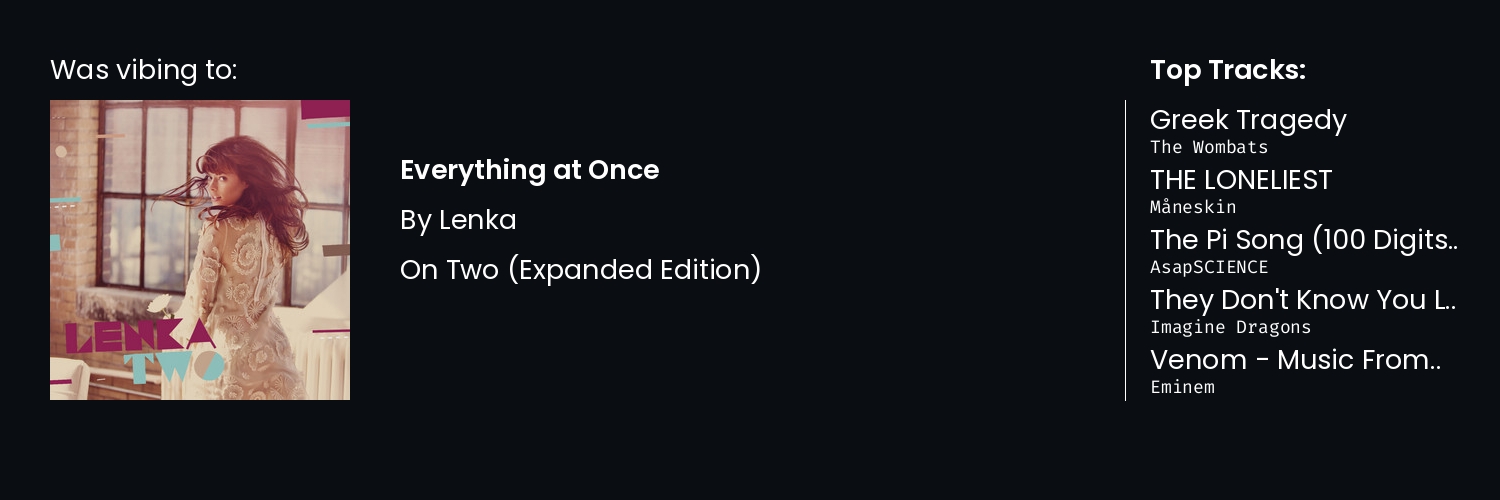 Was vibing to:
LENKA
TWO
Everything at Once
By Lenka
On Two (Expanded Edition)
Top Tracks:
Greek Tragedy
The Wombats
THE LONELIEST
Måneskin
The Pi Song (100 Digits..
AsapSCIENCE
They Don't Know You L..
Imagine Dragons
Venom - Music From..
Eminem